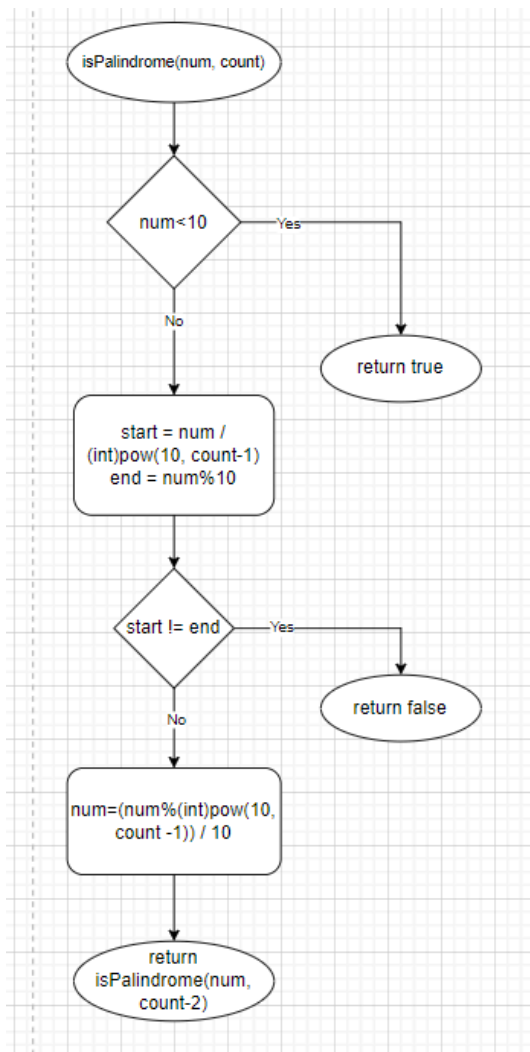 isPalindrome(num, count)
num<10
Yes
No
return true
start = num /
(int)pow(10, count-1)
end = num%10
start != end
Yes
No
return false
num=(num%(int)pow(10,
count -1)) / 10
return
isPalindrome(num,
count-2)